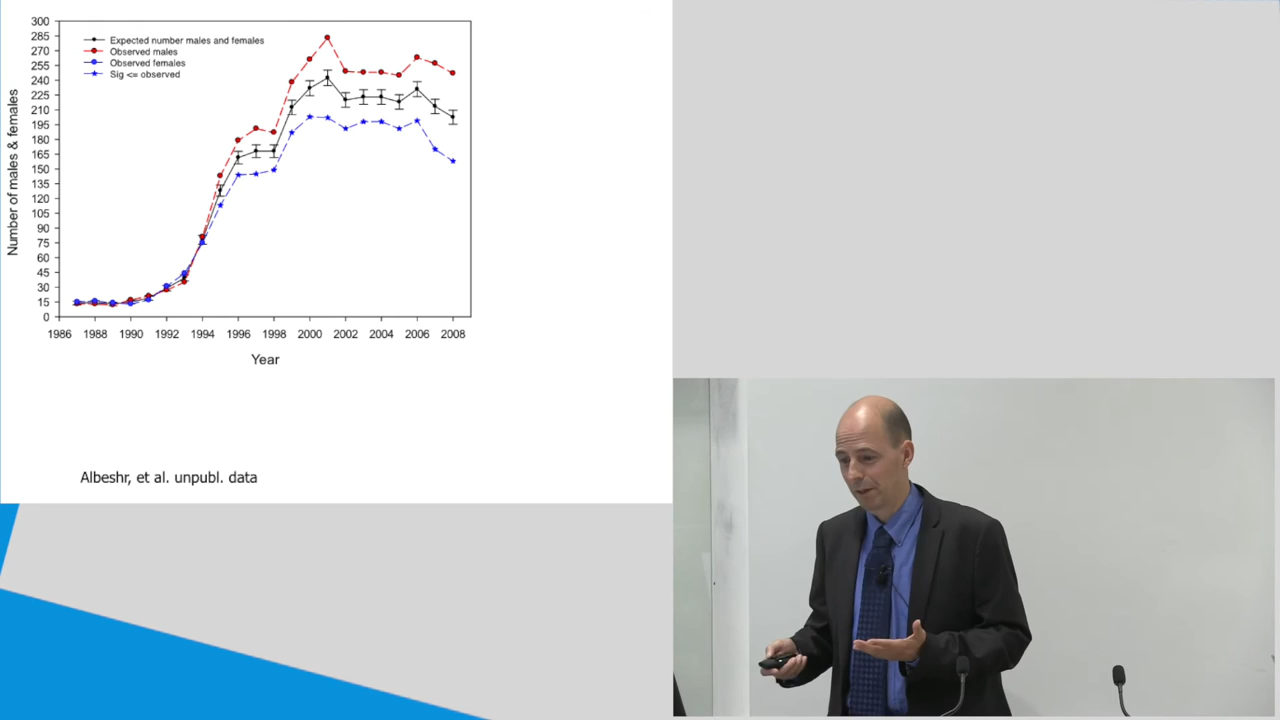 300
285
270
255
240
225
210
195
180
165
150
135
120
105
90
75
60
45
30
15
0
Number of males & females
Expected number males and females
Observed males
Observed females
Sig <= observed
1986 1988 1990 1992 1994 1996 1998 2000 2002 2004 2006 2008
Year
Albeshr, et al. unpubl. data